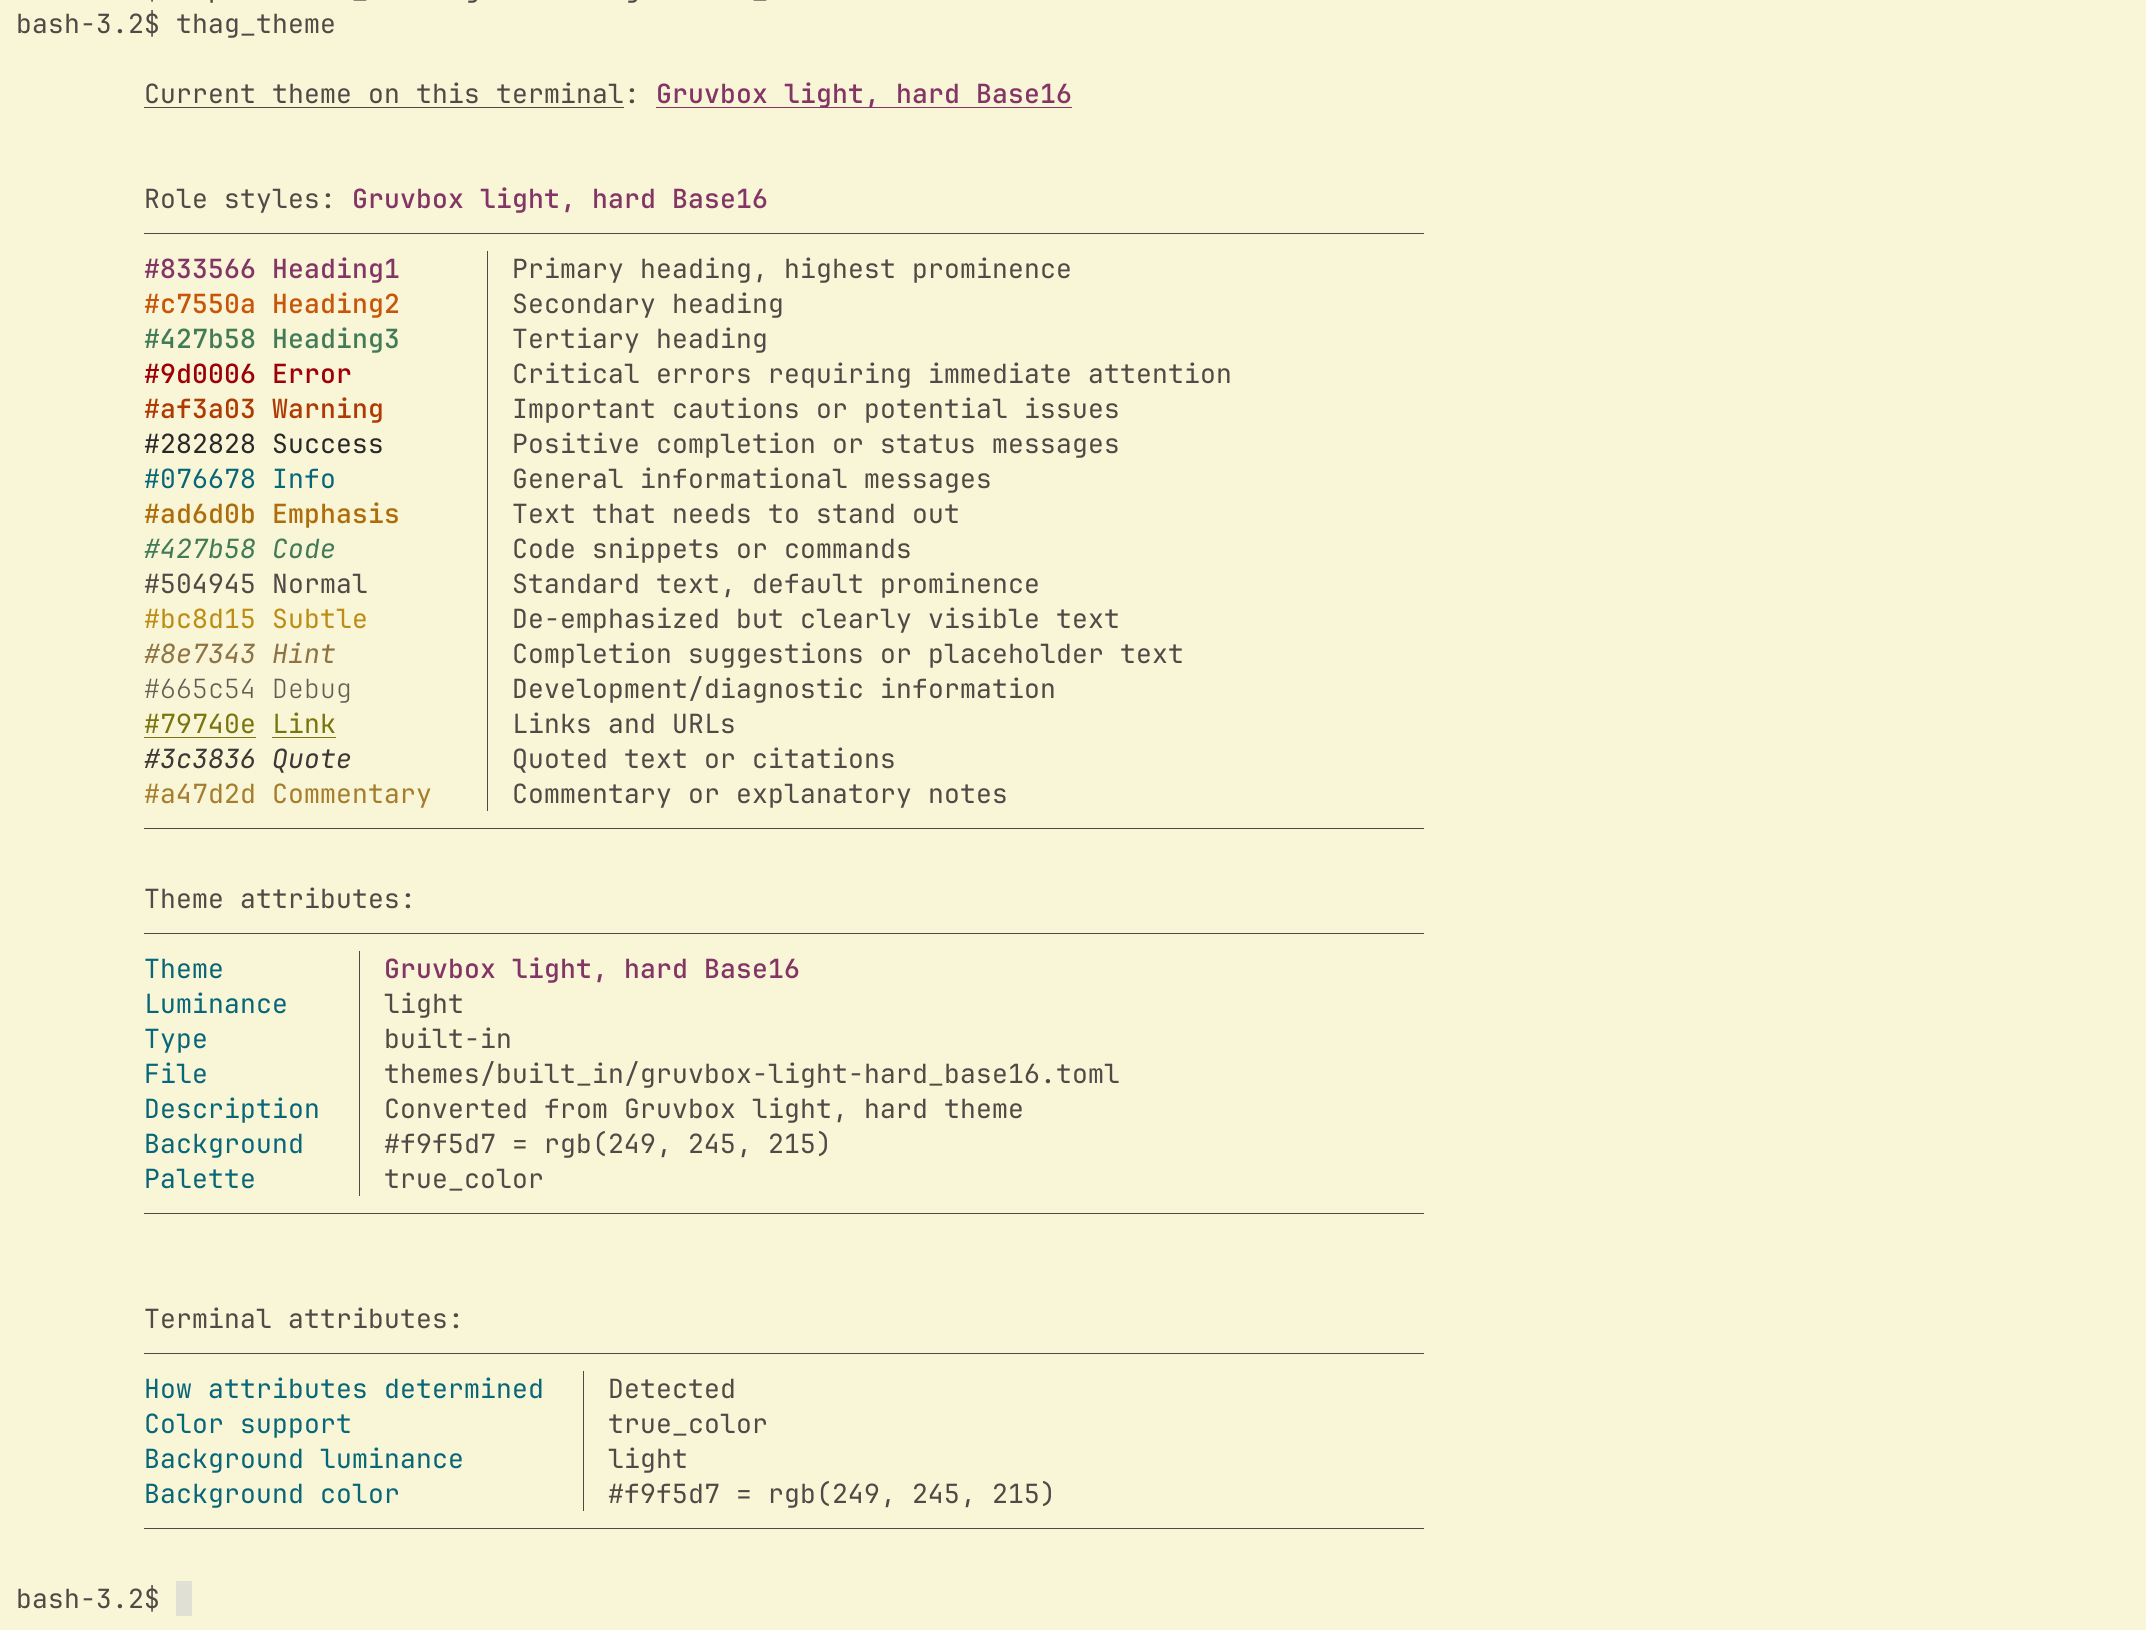 bash-3.2$ thag_theme
Current theme on this terminal: Gruvbox light, hard Base16
Role styles: Gruvbox light, hard Base16
#833566 Heading1 Primary heading, highest prominence
#c7550a Heading2 Secondary heading
#427b58 Heading3 Tertiary heading
#9d0006 Error Critical errors requiring immediate attention
#af3a03 Warning Important cautions or potential issues
#282828 Success Positive completion or status messages
#076678 Info General informational messages
#ad6d0b Emphasis Text that needs to stand out
#427b58 Code Code snippets or commands
#504945 Normal Standard text, default prominence
#bc8d15 Subtle De-emphasized but clearly visible text
#8e7343 Hint Completion suggestions or placeholder text
#665c54 Debug Development/diagnostic information
#79740e Link Links and URLs
#3c3836 Quote Quoted text or citations
#a47d2d Commentary Commentary or explanatory notes
Theme attributes:
Theme Gruvbox light, hard Base16
Luminance light
Type built-in
File themes/built_in/gruvbox-light-hard_base16.toml
Description Converted from Gruvbox light, hard theme
Background #f9f5d7 = rgb(249, 245, 215)
Palette true_color
Terminal attributes:
How attributes determined Detected
Color support true_color
Background luminance light
Background color #f9f5d7 = rgb(249, 245, 215)
bash-3.2$